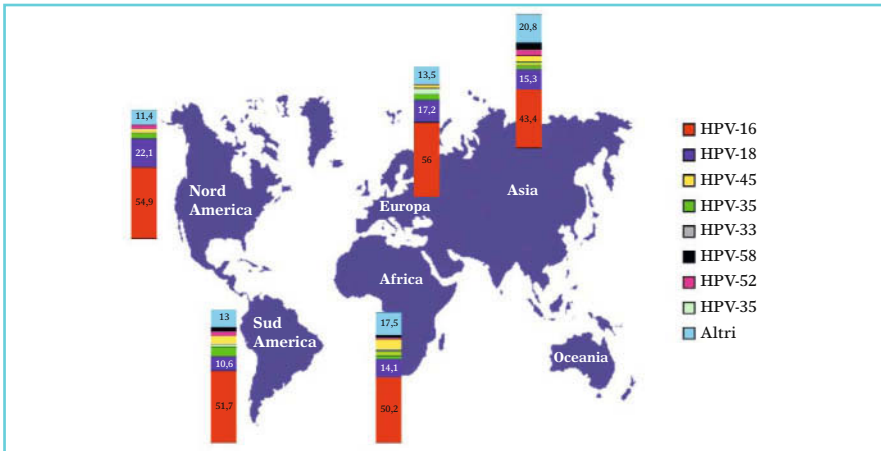 20,8
15,3
43,4
13,5
17,2
56
11,4
22,1
54,9
Nord
America
Europa
Asia
Africa
Sud
America
Oceania
13
10,6
51,7
17,5
14,1
50,2
HPV-16
HPV-18
HPV-45
HPV-35
HPV-33
HPV-58
HPV-52
HPV-35
Altri